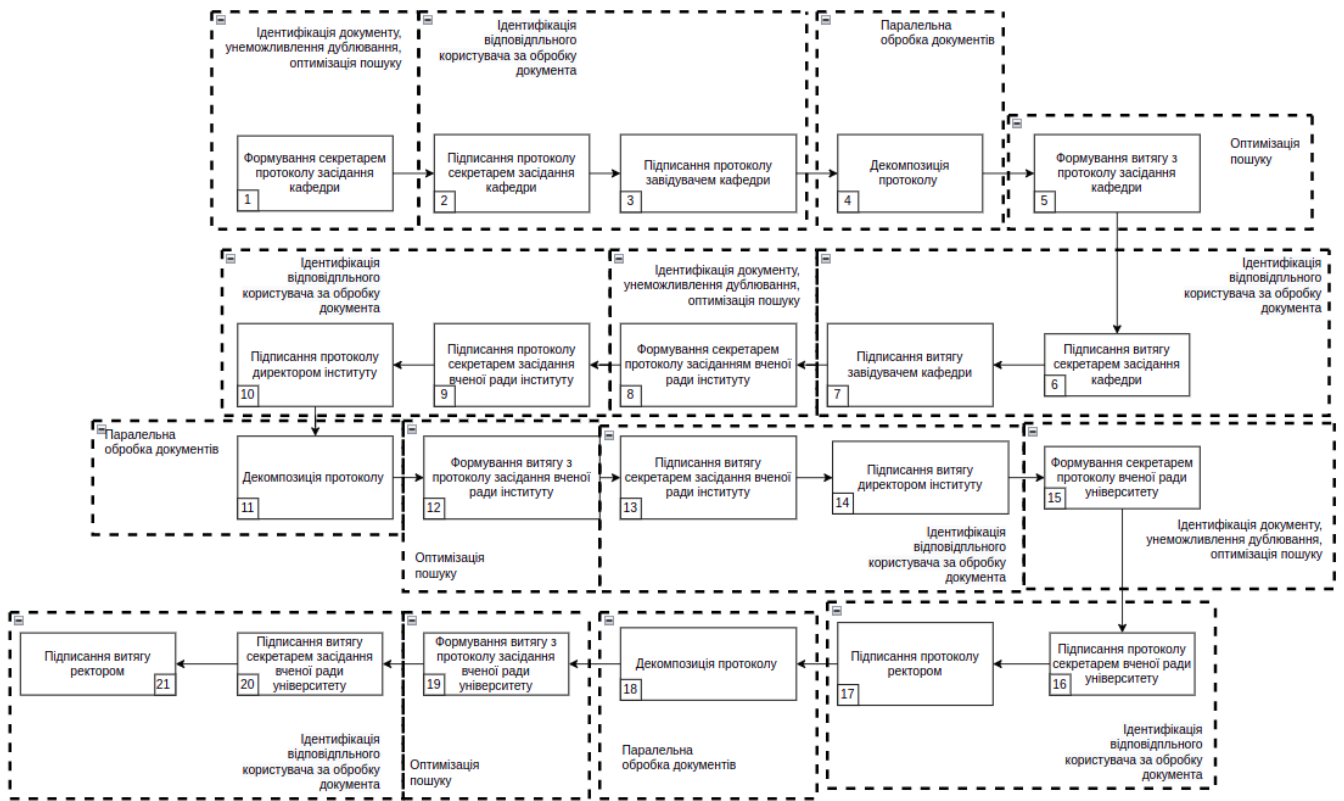 Ідентифікація документу,
унеможливлення дублювання,
оптимізація пошуку
Ідентифікація
відповідпльного
користувача за обробку
документа
Паралельна
обробка документів
Оптимізація
пошуку
Формування секретарем
протоколу засідання
кафедри
1
Підписання протоколу
секретарем засідання
кафедри
2
Підписання протоколу
завідувачем кафедри
3
Декомпозиція
протоколу
4
Формування витягу з
протоколу засідання
кафедри
5
Ідентифікація
відповідпльного
користувача за обробку
документа
Ідентифікація документу,
унеможливлення дублювання,
оптимізація пошуку
Ідентифікація
відповідпльного
користувача за обробку
документа
Підписання протоколу
директором інституту
10
Підписання протоколу
секретарем засідання
вченої ради інституту
9
Формування секретарем
протоколу засіданням вченої
ради інституту
8
Підписання витягу
завідувачем кафедри
7
Підписання витягу
секретарем засідання
кафедри
6
Паралельна
обробка документів
Декомпозиція протоколу
11
Формування витягу з
протоколу засідання вченої
ради інституту
12
Підписання витягу
секретарем засідання вченої
ради інституту
13
Підписання витягу
директором інституту
14
Формування секретарем
протоколу вченої ради
університету
15
Оптимізація
пошуку
Ідентифікація
відповідпльного
користувача за обробку
документа
Ідентифікація документу,
унеможливлення дублювання,
оптимізація пошуку
Підписання витягу
ректором
21
Підписання витягу
секретарем засідання
вченої ради
університету
20
Формування витягу з
протоколу засідання
вченої ради
університету
19
Декомпозиція протоколу
18
Підписання протоколу
ректором
17
Підписання протоколу
секретарем вченої ради
університету
16
Ідентифікація
відповідпльного
користувача за обробку
документа
Оптимізація
пошуку
Паралельна
обробка документів
Ідентифікація
відповідпльного
користувача за обробку
документа